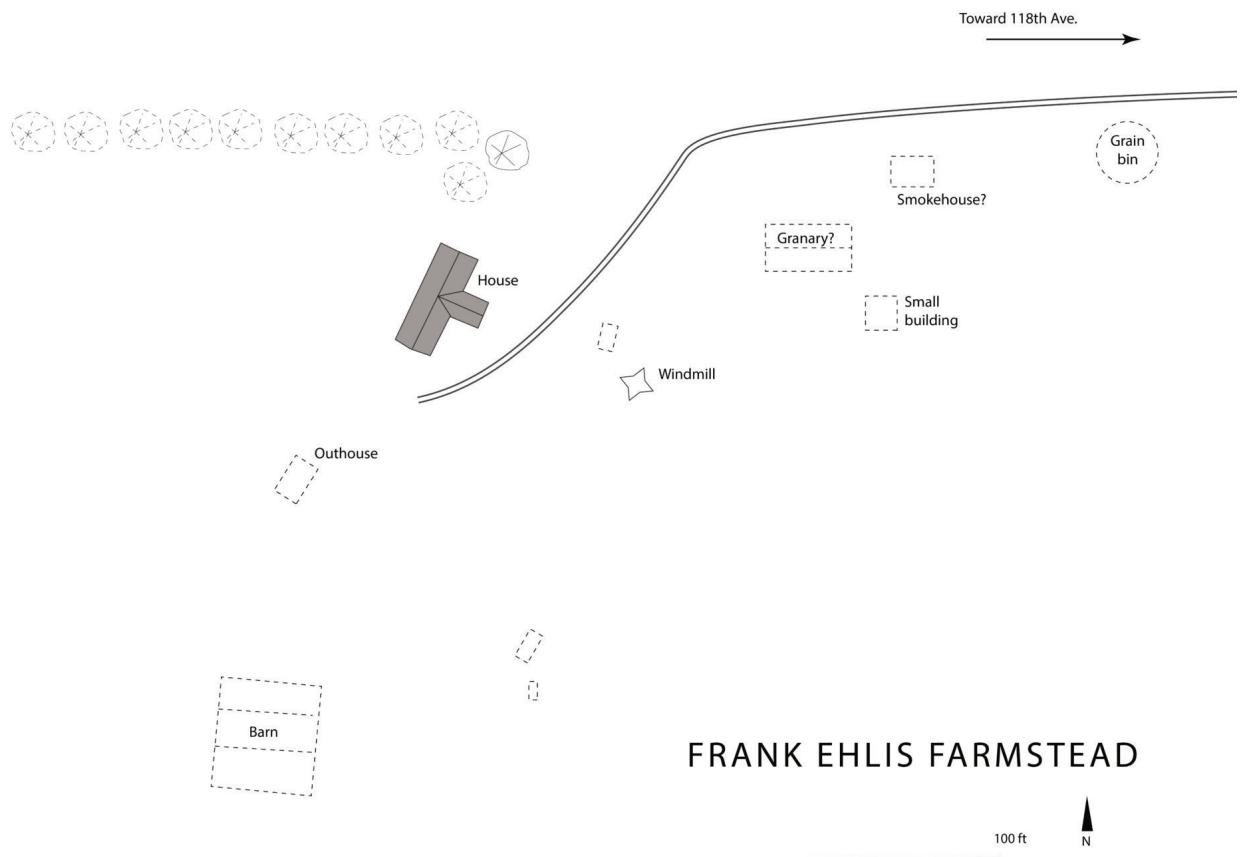 Toward 118th Ave.
Grain
bin
Smokehouse?
Granary?
House
Small
building
Windmill
Outhouse
Barn
FRANK EHLIS FARMSTEAD
100 ft
N